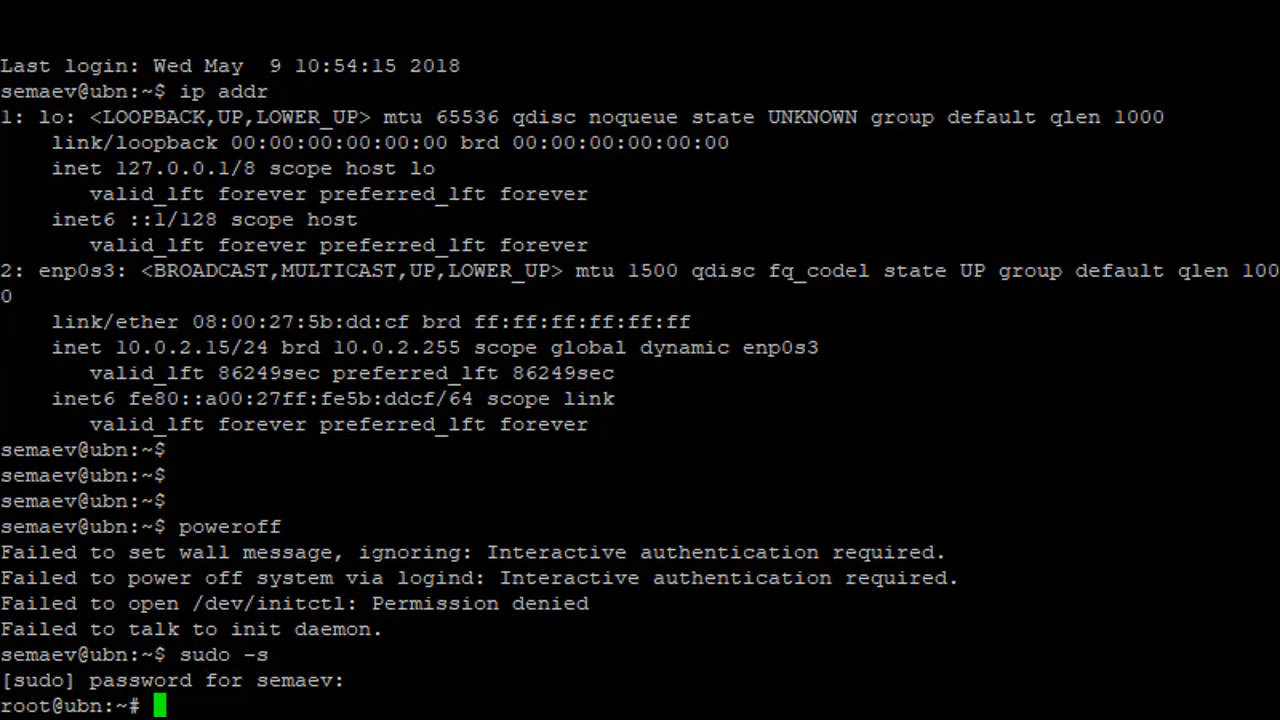 Last login: Wed May  9 10:54:15 2018
semaev@ubn:~$ ip addr
1: lo: <LOOPBACK,UP,LOWER_UP> mtu 65536 qdisc noqueue state UNKNOWN group default qlen 1000
    link/loopback 00:00:00:00:00:00 brd 00:00:00:00:00:00
    inet 127.0.0.1/8 scope host lo
       valid_lft forever preferred_lft forever
    inet6 ::1/128 scope host
       valid_lft forever preferred_lft forever
2: enp0s3: <BROADCAST,MULTICAST,UP,LOWER_UP> mtu 1500 qdisc fq_codel state UP group default qlen 100
0
    link/ether 08:00:27:5b:dd:cf brd ff:ff:ff:ff:ff:ff
    inet 10.0.2.15/24 brd 10.0.2.255 scope global dynamic enp0s3
       valid_lft 86249sec preferred_lft 86249sec
    inet6 fe80::a00:27ff:fe5b:ddcf/64 scope link
       valid_lft forever preferred_lft forever
semaev@ubn:~$
semaev@ubn:~$
semaev@ubn:~$
semaev@ubn:~$ poweroff
Failed to set wall message, ignoring: Interactive authentication required.
Failed to power off system via logind: Interactive authentication required.
Failed to open /dev/initctl: Permission denied
Failed to talk to init daemon.
semaev@ubn:~$ sudo -s
[sudo] password for semaev:
root@ubn:~#